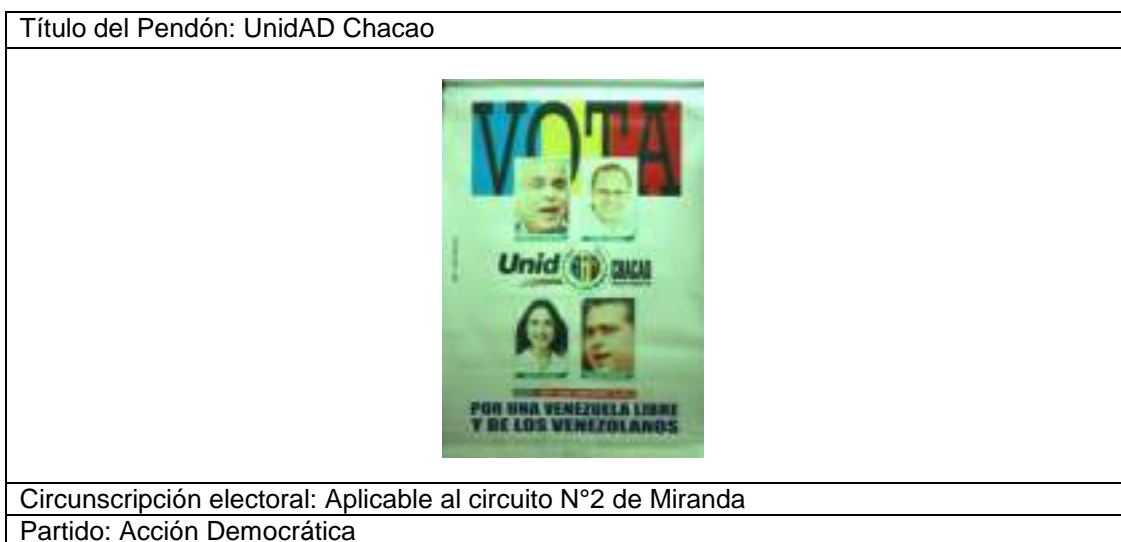 Título del Pendón: UnidAD Chacao
VOTA
Unid AD CHACAO
POR UNA VENEZUELA LIBRE
Y DE LOS VENEZOLANOS
Circunscripción electoral: Aplicable al circuito N°2 de Miranda
Partido: Acción Democrática